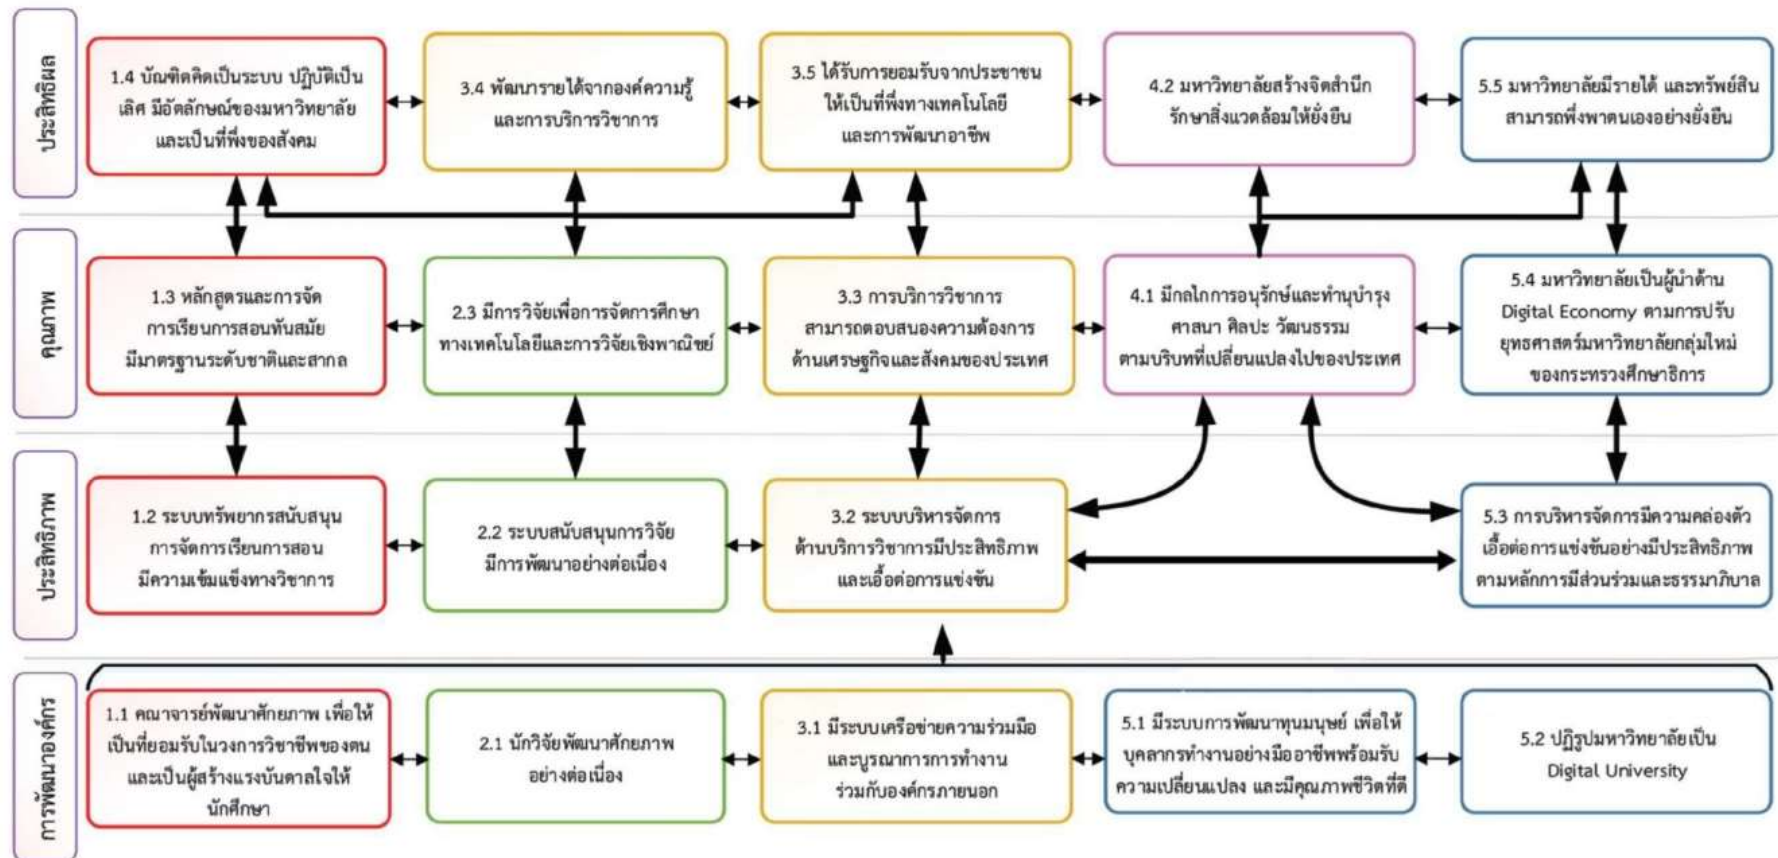 ประสิทธิผล
1.4 บัณฑิตคิดเป็นระบบ ปฏิบัติเป็น
เลิศ มีอัตลักษณ์ของมหาวิทยาลัย
และเป็นที่พึ่งของสังคม
3.4 พัฒนารายได้จากองค์ความรู้
และการบริการวิชาการ
3.5 ได้รับการยอมรับจากประชาชน
ให้เป็นที่พึ่งทางเทคโนโลยี
และการพัฒนาอาชีพ
4.2 มหาวิทยาลัยสร้างจิตสำนึก
รักษาสิ่งแวดล้อมให้ยั่งยืน
5.5 มหาวิทยาลัยมีรายได้ และทรัพย์สิน
สามารถพึ่งพาตนเองอย่างยั่งยืน
คุณภาพ
1.3 หลักสูตรและการจัด
การเรียนการสอนทันสมัย
มีมาตรฐานระดับชาติและสากล
2.3 มีการวิจัยเพื่อการจัดการศึกษา
ทางเทคโนโลยีและการวิจัยเชิงพาณิชย์
3.3 การบริการวิชาการ
สามารถตอบสนองความต้องการ
ด้านเศรษฐกิจและสังคมของประเทศ
4.1 มีกลไกการอนุรักษ์และทำนุบำรุง
ศาสนา ศิลปะ วัฒนธรรม
ตามบริบทที่เปลี่ยนแปลงไปของประเทศ
5.4 มหาวิทยาลัยเป็นผู้นำด้าน
Digital Economy ตามการปรับ
ยุทธศาสตร์มหาวิทยาลัยกลุ่มใหม่
ของกระทรวงศึกษาธิการ
ประสิทธิภาพ
1.2 ระบบทรัพยากรสนับสนุน
การจัดการเรียนการสอน
มีความเข้มแข็งทางวิชาการ
2.2 ระบบสนับสนุนการวิจัย
มีการพัฒนาอย่างต่อเนื่อง
3.2 ระบบบริหารจัดการ
ด้านบริการวิชาการมีประสิทธิภาพ
และเอื้อต่อการแข่งขัน
5.3 การบริหารจัดการมีความคล่องตัว
เอื้อต่อการแข่งขันอย่างมีประสิทธิภาพ
ตามหลักการมีส่วนร่วมและธรรมาภิบาล
การพัฒนาองค์กร
1.1 คณาจารย์พัฒนาศักยภาพ เพื่อให้
เป็นที่ยอมรับในวงการวิชาชีพของตน
และเป็นผู้สร้างแรงบันดาลใจให้
นักศึกษา
2.1 นักวิจัยพัฒนาศักยภาพ
อย่างต่อเนื่อง
3.1 มีระบบเครือข่ายความร่วมมือ
และบูรณาการการทำงาน
ร่วมกับองค์กรภายนอก
5.1 มีระบบการพัฒนาทุนมนุษย์ เพื่อให้
บุคลากรทำงานอย่างมืออาชีพพร้อมรับ
ความเปลี่ยนแปลง และมีคุณภาพชีวิตที่ดี
5.2 ปฏิรูปมหาวิทยาลัยเป็น
Digital University